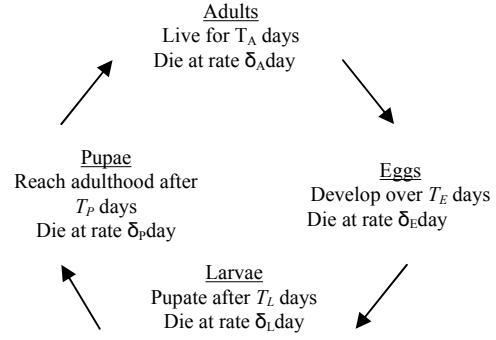 Adults
Live for T_A days
Die at rate δ_Aday
Pupae
Reach adulthood after
T_P days
Die at rate δ_Pday
Eggs
Develop over T_E days
Die at rate δ_Eday
Larvae
Pupate after T_L days
Die at rate δ_Lday